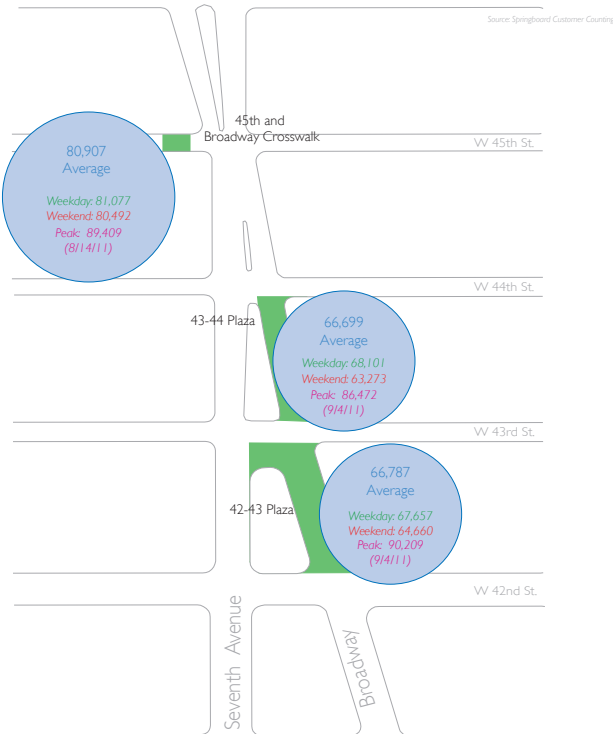 Source: Springboard Customer Counting
45th and
Broadway Crosswalk
W 45th St.
80,907
Average
Weekday: 81,077
Weekend: 80,492
Peak: 89,409
(8/14/11)
W 44th St.
43-44 Plaza
66,699
Average
Weekday: 68,101
Weekend: 63,273
Peak: 86,472
(9/4/11)
W 43rd St.
42-43 Plaza
66,787
Average
Weekday: 67,657
Weekend: 64,660
Peak: 90,209
(9/4/11)
W 42nd St.
Seventh Avenue
Broadway